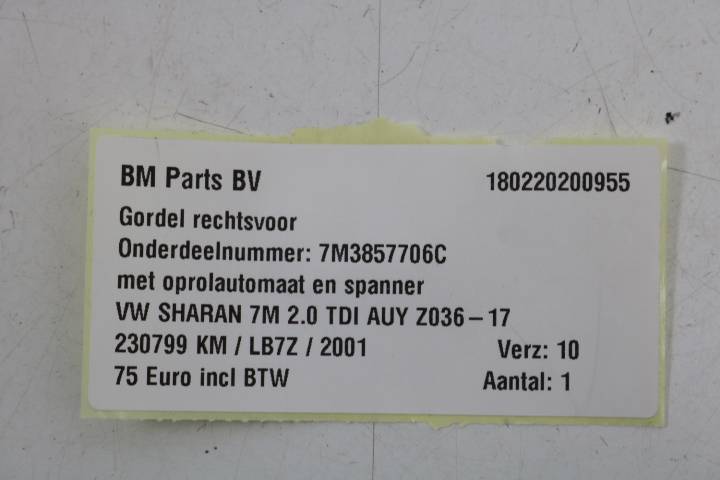 BM Parts BV 180220200955
Gordel rechtsvoor
Onderdeelnummer: 7M3857706C
met oprolautomaat en spanner
VW SHARAN 7M 2.0 TDI AUY Z036-17
230799 KM / LB7Z / 2001 Verz: 10
75 Euro incl BTW Aantal: 1